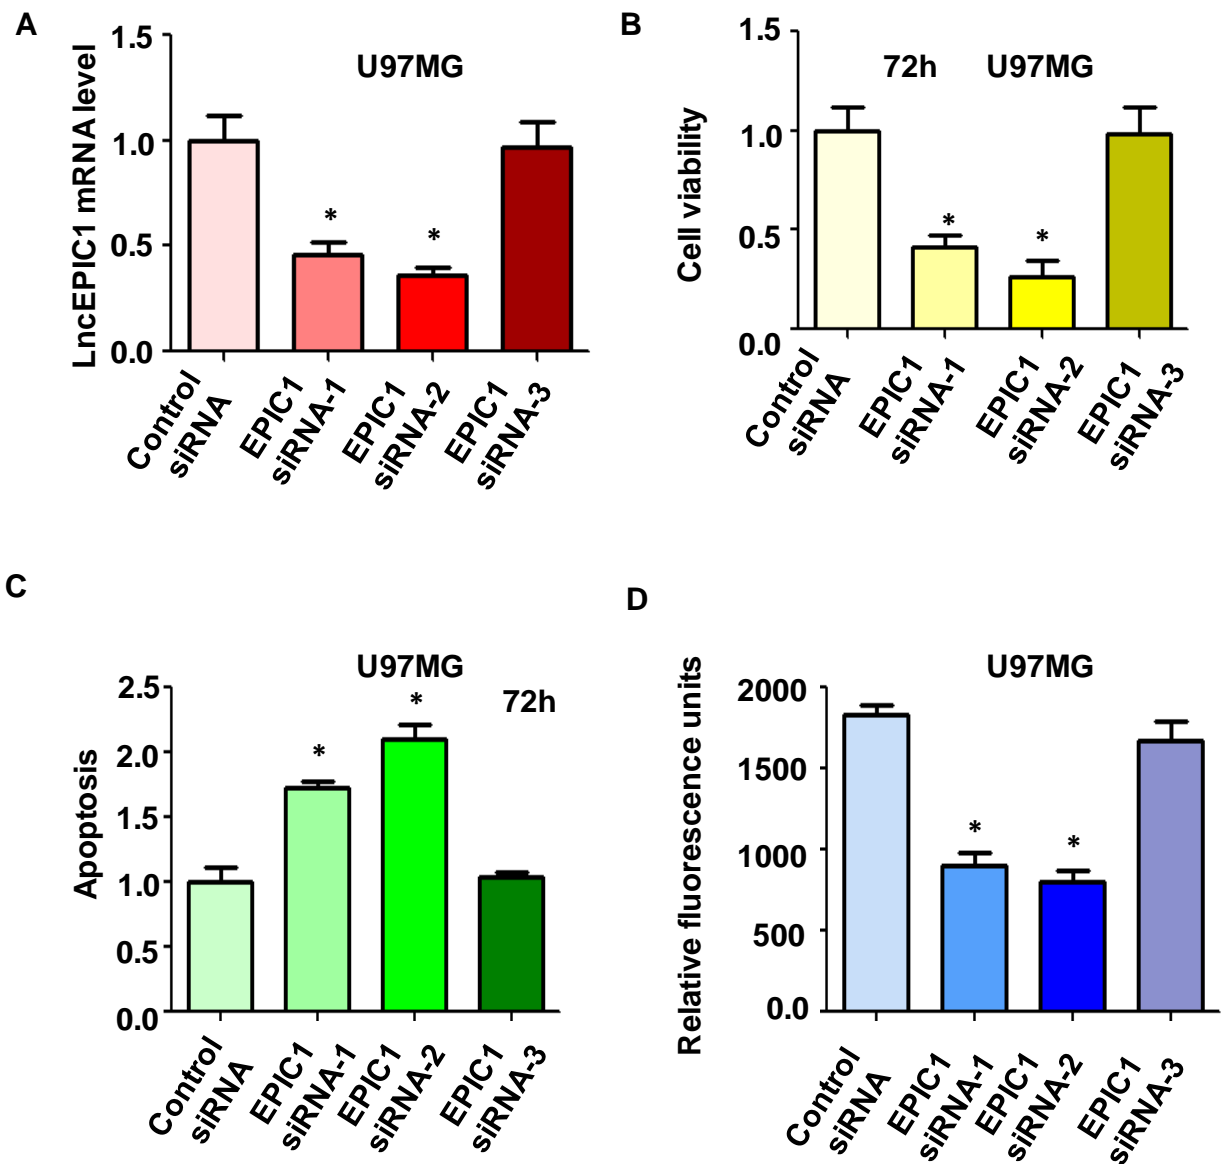 A
LncEPIC1 mRNA level
1.5
1.0
0.5
0.0
U97MG
*
*
Control
siRNA
EPIC1
siRNA-1
EPIC1
siRNA-2
EPIC1
siRNA-3
B
Cell viability
1.5
1.0
0.5
0.0
72h U97MG
*
*
Control
siRNA
EPIC1
siRNA-1
EPIC1
siRNA-2
EPIC1
siRNA-3
C
Apoptosis
2.5
2.0
1.5
1.0
0.5
0.0
U97MG
72h
*
*
Control
siRNA
EPIC1
siRNA-1
EPIC1
siRNA-2
EPIC1
siRNA-3
D
Relative fluorescence units
2000
1500
1000
500
0.0
U97MG
*
*
Control
siRNA
EPIC1
siRNA-1
EPIC1
siRNA-2
EPIC1
siRNA-3